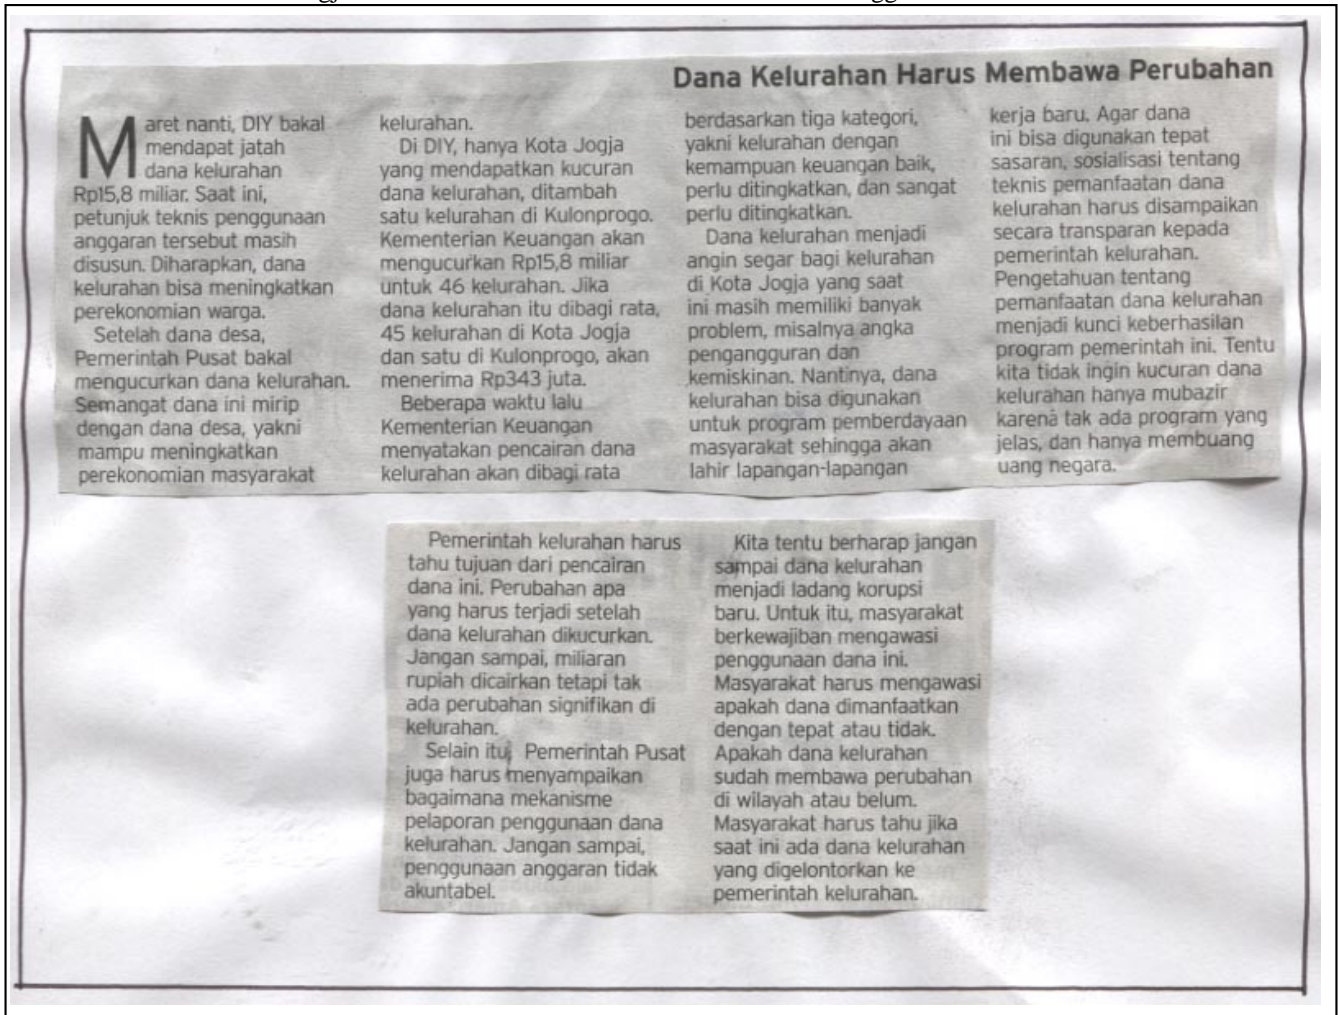 Dana Kelurahan Harus Membawa Perubahan
Maret nanti, DIY bakal
mendapat jatah
dana kelurahan
Rp15,8 miliar. Saat ini,
petunjuk teknis penggunaan
anggaran tersebut masih
disusun. Diharapkan, dana
kelurahan bisa meningkatkan
perekonomian warga.
Setelah dana desa,
Pemerintah Pusat bakal
mengucurkan dana kelurahan.
Semangat dana ini mirip
dengan dana desa, yakni
mampu meningkatkan
perekonomian masyarakat
kelurahan.
Di DIY, hanya Kota Jogja
yang mendapatkan kucuran
dana kelurahan, ditambah
satu kelurahan di Kulonprogo.
Kementerian Keuangan akan
mengucurkan Rp15,8 miliar
untuk 46 kelurahan. Jika
dana kelurahan itu dibagi rata,
45 kelurahan di Kota Jogja
dan satu di Kulonprogo, akan
menerima Rp343 juta.
Beberapa waktu lalu
Kementerian Keuangan
menyatakan pencairan dana
kelurahan akan dibagi rata
berdasarkan tiga kategori,
yakni kelurahan dengan
kemampuan keuangan baik,
perlu ditingkatkan, dan sangat
perlu ditingkatkan.
Dana kelurahan menjadi
angin segar bagi kelurahan
di Kota Jogja yang saat
ini masih memiliki banyak
problem, misalnya angka
pengangguran dan
kemiskinan. Nantinya, dana
kelurahan bisa digunakan
untuk program pemberdayaan
masyarakat sehingga akan
lahir lapangan-lapangan
kerja baru. Agar dana
ini bisa digunakan tepat
sasaran, sosialisasi tentang
teknis pemanfaatan dana
kelurahan harus disampaikan
secara transparan kepada
pemerintah kelurahan.
Pengetahuan tentang
pemanfaatan dana kelurahan
menjadi kunci keberhasilan
program pemerintah ini. Tentu
kita tidak ingin kucuran dana
kelurahan hanya mubazir
karena tak ada program yang
jelas, dan hanya membuang
uang negara.
Pemerintah kelurahan harus
tahu tujuan dari pencairan
dana ini. Perubahan apa
yang harus terjadi setelah
dana kelurahan dikucurkan.
Jangan sampai, miliaran
rupiah dicairkan tetapi tak
ada perubahan signifikan di
kelurahan.
Selain itu, Pemerintah Pusat
juga harus menyampaikan
bagaimana mekanisme
pelaporan penggunaan dana
kelurahan. Jangan sampai,
penggunaan anggaran tidak
akuntabel.
Kita tentu berharap jangan
sampai dana kelurahan
menjadi ladang korupsi
baru. Untuk itu, masyarakat
berkewajiban mengawasi
penggunaan dana ini.
Masyarakat harus mengawasi
apakah dana dimanfaatkan
dengan tepat atau tidak.
Apakah dana kelurahan
sudah membawa perubahan
di wilayah atau belum.
Masyarakat harus tahu jika
saat ini ada dana kelurahan
yang digelontorkan ke
pemerintah kelurahan.